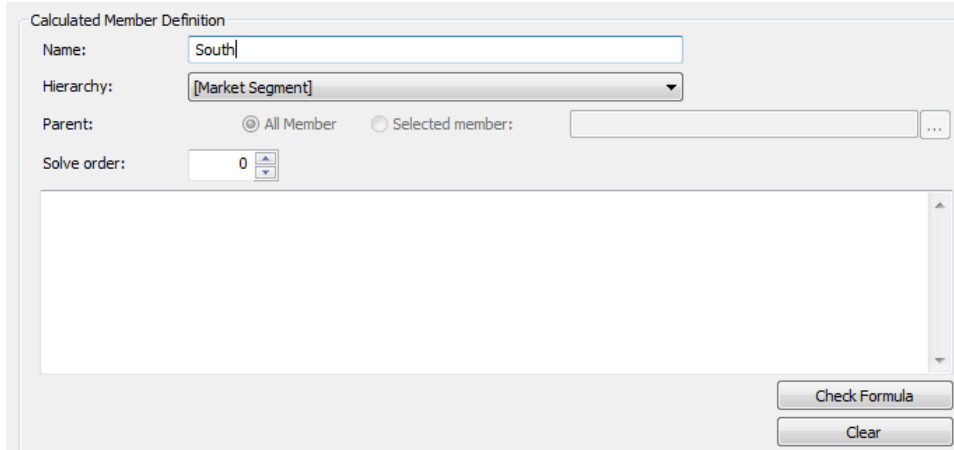 Calculated Member Definition
Name: South
Hierarchy: [Market Segment]
Parent: All Member Selected member: ...
Solve order: 0
Check Formula
Clear